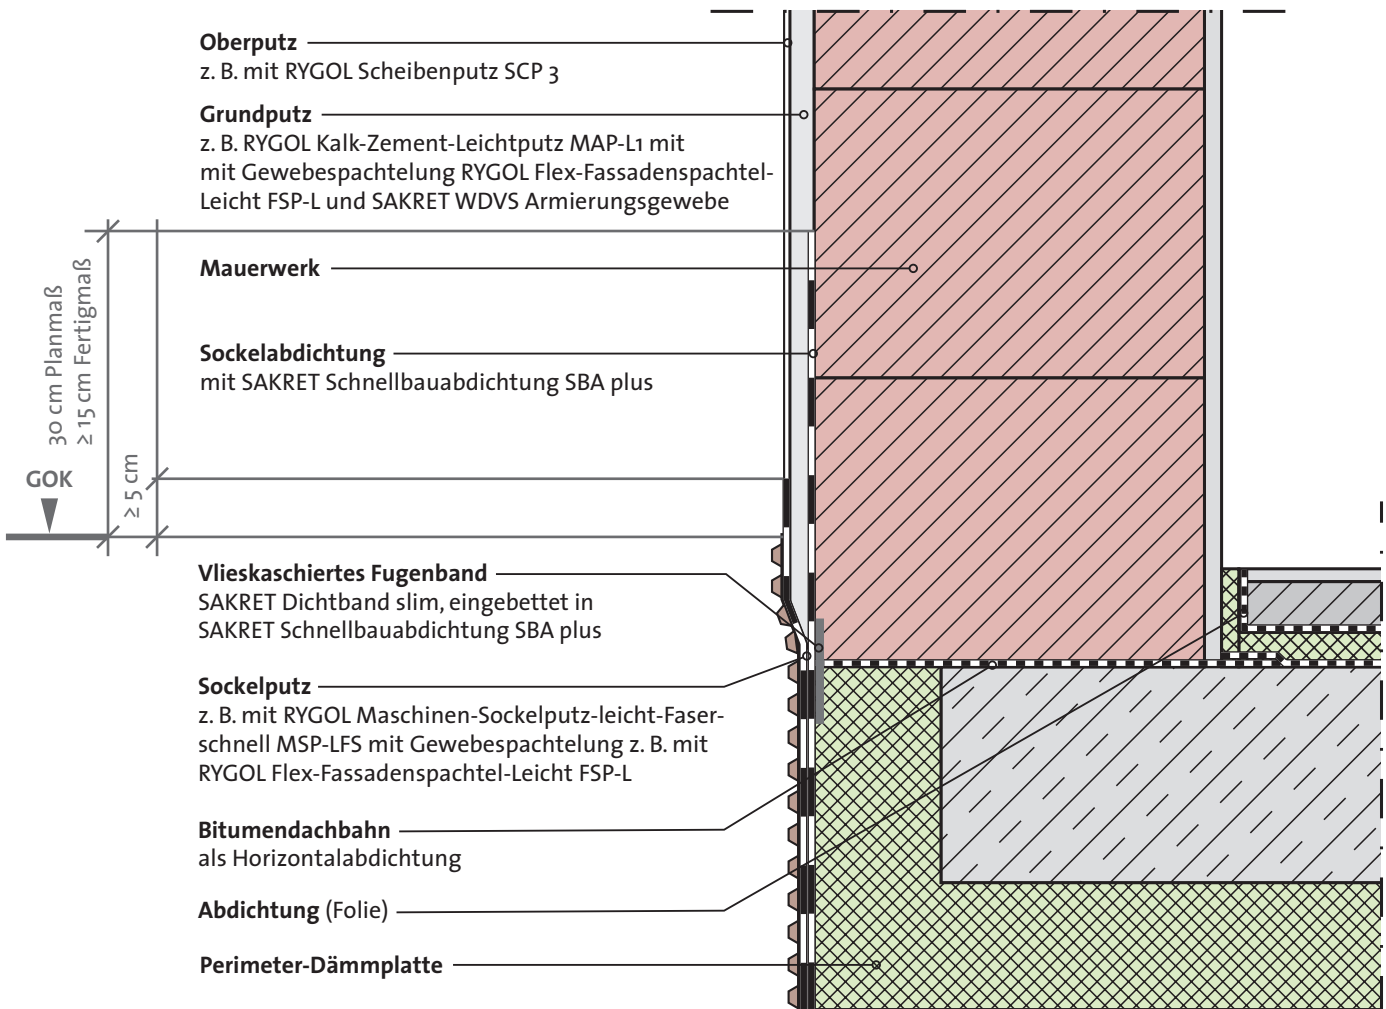 Oberputz
z. B. mit RYGOL Scheibenputz SCP 3
Grundputz
z. B. RYGOL Kalk-Zement-Leichtputz MAP-L1 mit
mit Gewebespachtelung RYGOL Flex-Fassadenspachtel-
Leicht FSP-L und SAKRET WDVS Armierungsgewebe
Mauerwerk
Sockelabdichtung
mit SAKRET Schnellbauabdichtung SBA plus
30 cm Planmaß
≥ 15 cm Fertigmaß
≥ 5 cm
GOK
Vlieskaschiertes Fugenband
SAKRET Dichtband slim, eingebettet in
SAKRET Schnellbauabdichtung SBA plus
Sockelputz
z. B. mit RYGOL Maschinen-Sockelputz-leicht-Faser-
schnell MSP-LFS mit Gewebespachtelung z. B. mit
RYGOL Flex-Fassadenspachtel-Leicht FSP-L
Bitumendachbahn
als Horizontalabdichtung
Abdichtung (Folie)
Perimeter-Dämmplatte